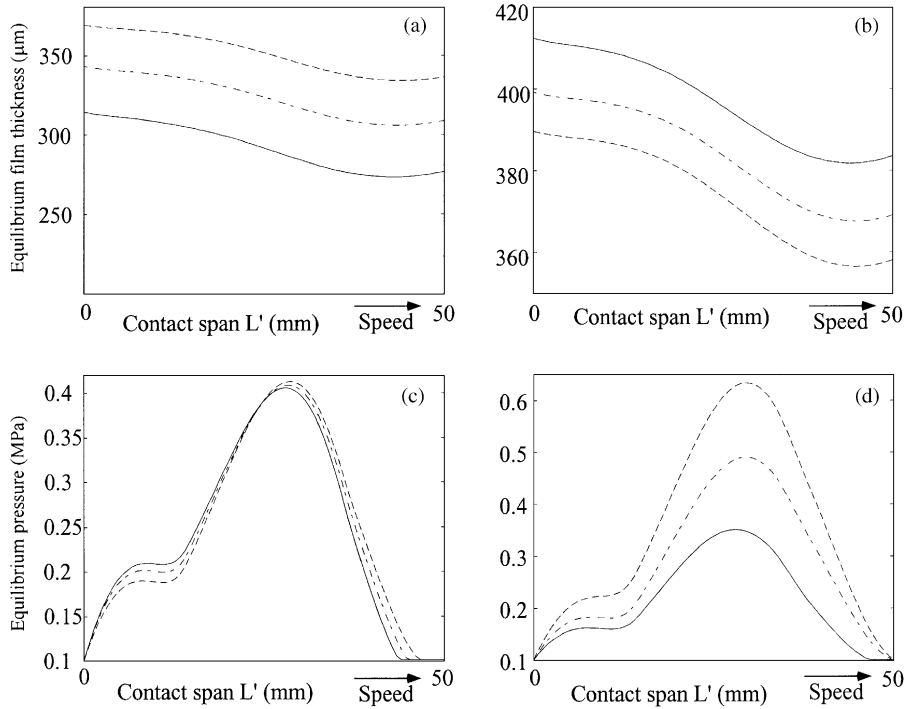 (a)
350
300
250
Equilibrium film thickness (μm)
0
50
Contact span L' (mm)
Speed
(b)
420
400
380
360
0
50
Contact span L' (mm)
Speed
(c)
0.4
0.35
0.3
0.25
0.2
0.15
0.1
Equilibrium pressure (MPa)
0
50
Contact span L' (mm)
Speed
(d)
0.6
0.5
0.4
0.3
0.2
0.1
0
50
Contact span L' (mm)
Speed